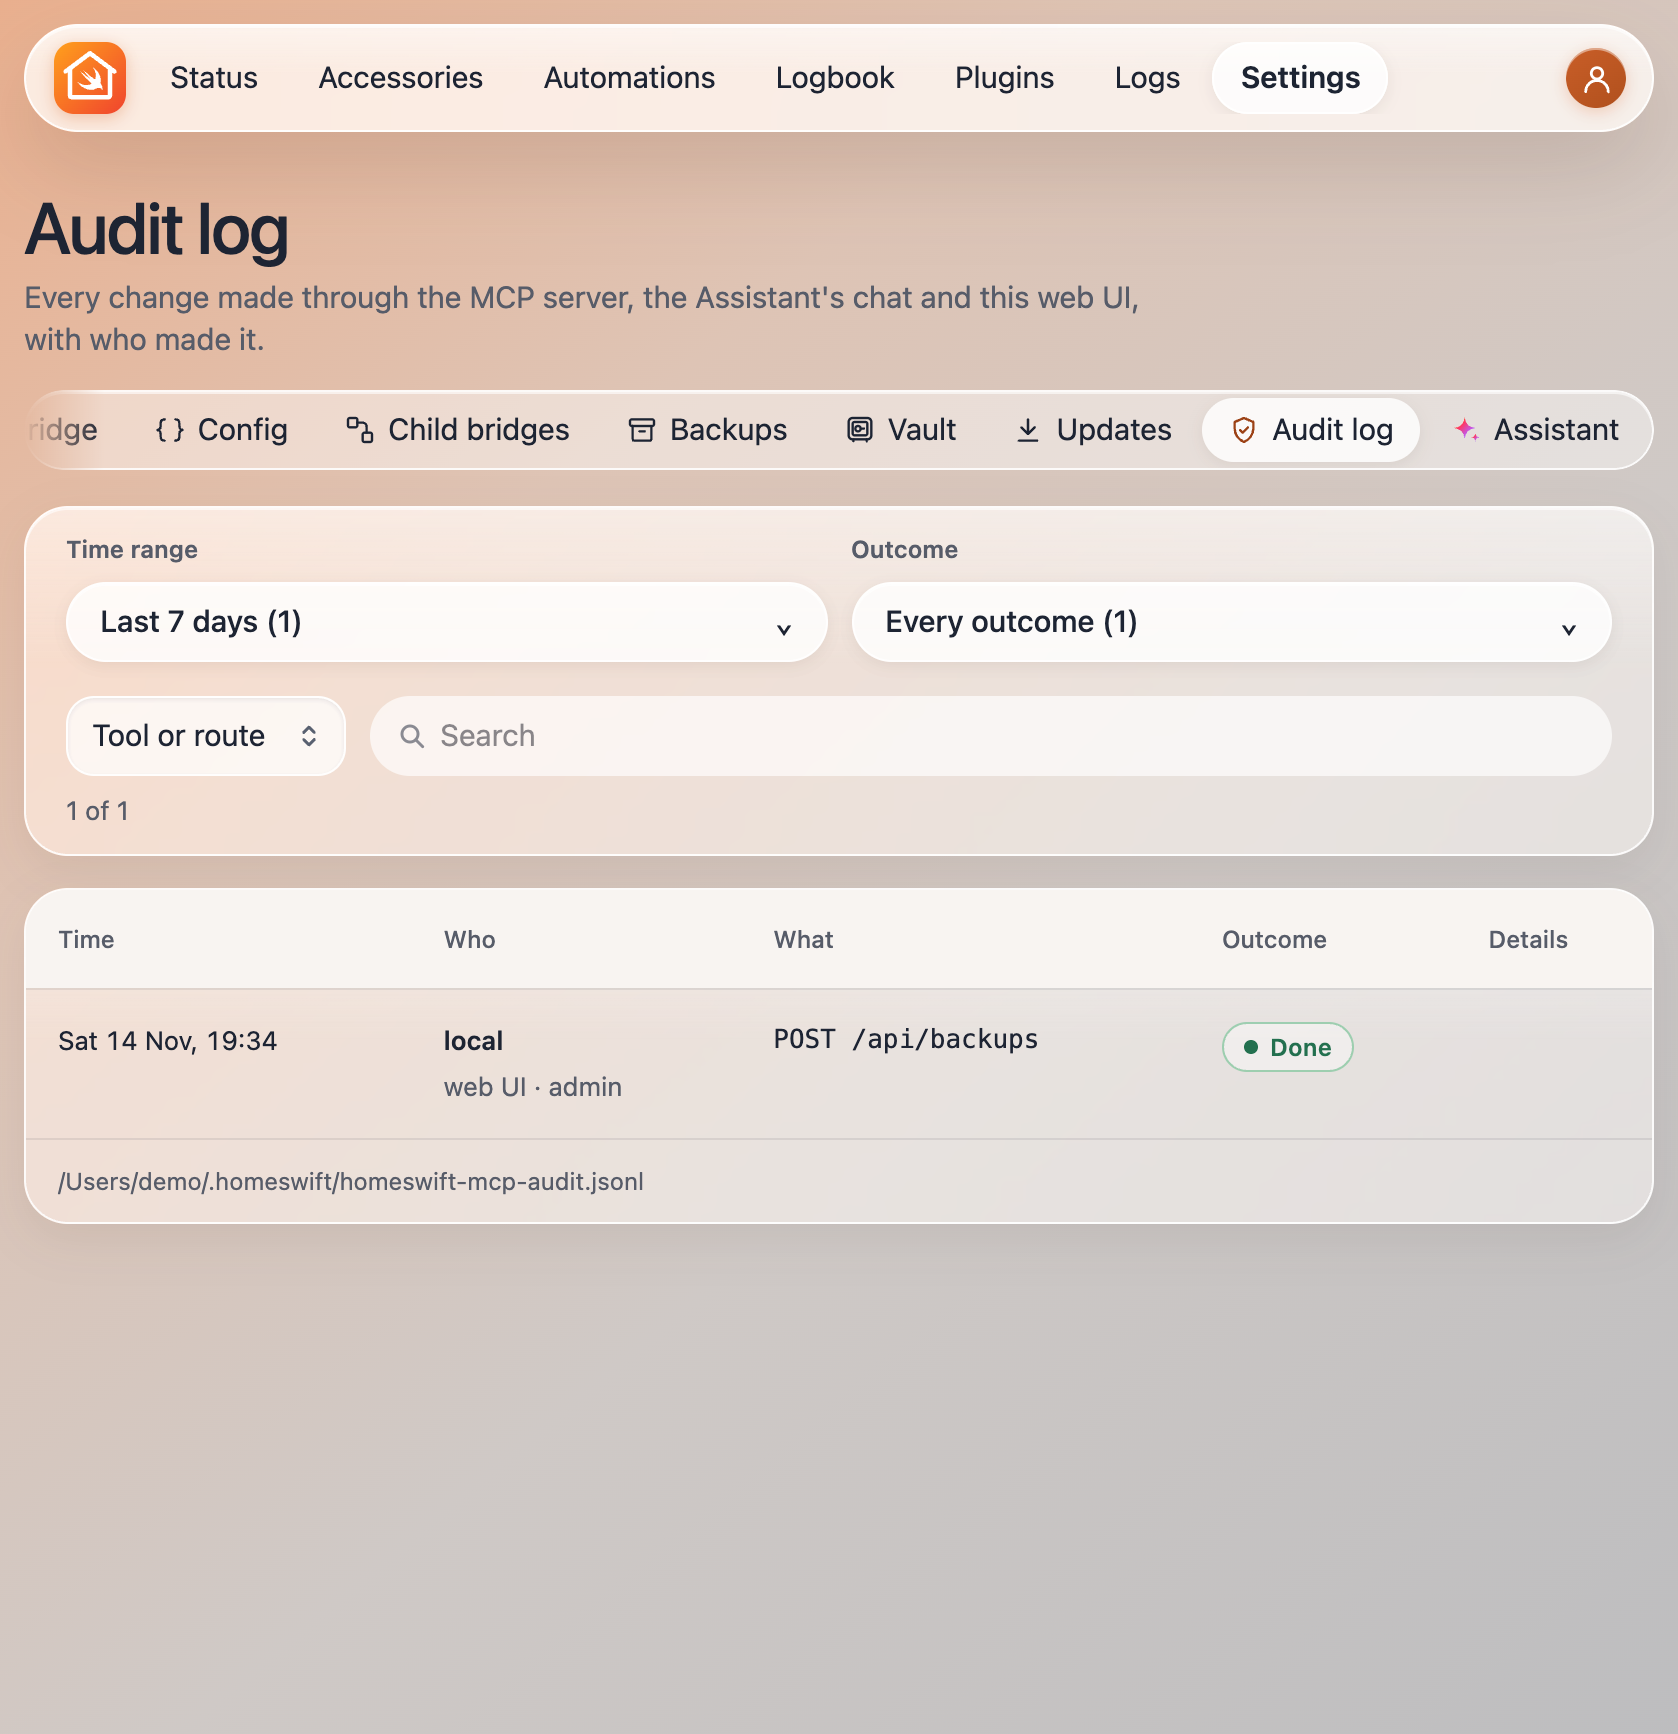 Status Accessories Automations Logbook Plugins Logs Settings
Audit log
Every change made through the MCP server, the Assistant's chat and this web UI,
with who made it.
ridge Config Child bridges Backups Vault Updates Audit log Assistant
Time range Outcome
Last 7 days (1) Every outcome (1)
Tool or route Search
1 of 1
Time Who What Outcome Details
Sat 14 Nov, 19:34 local POST /api/backups Done
web UI · admin
/Users/demo/.homeswift/homeswift-mcp-audit.jsonl